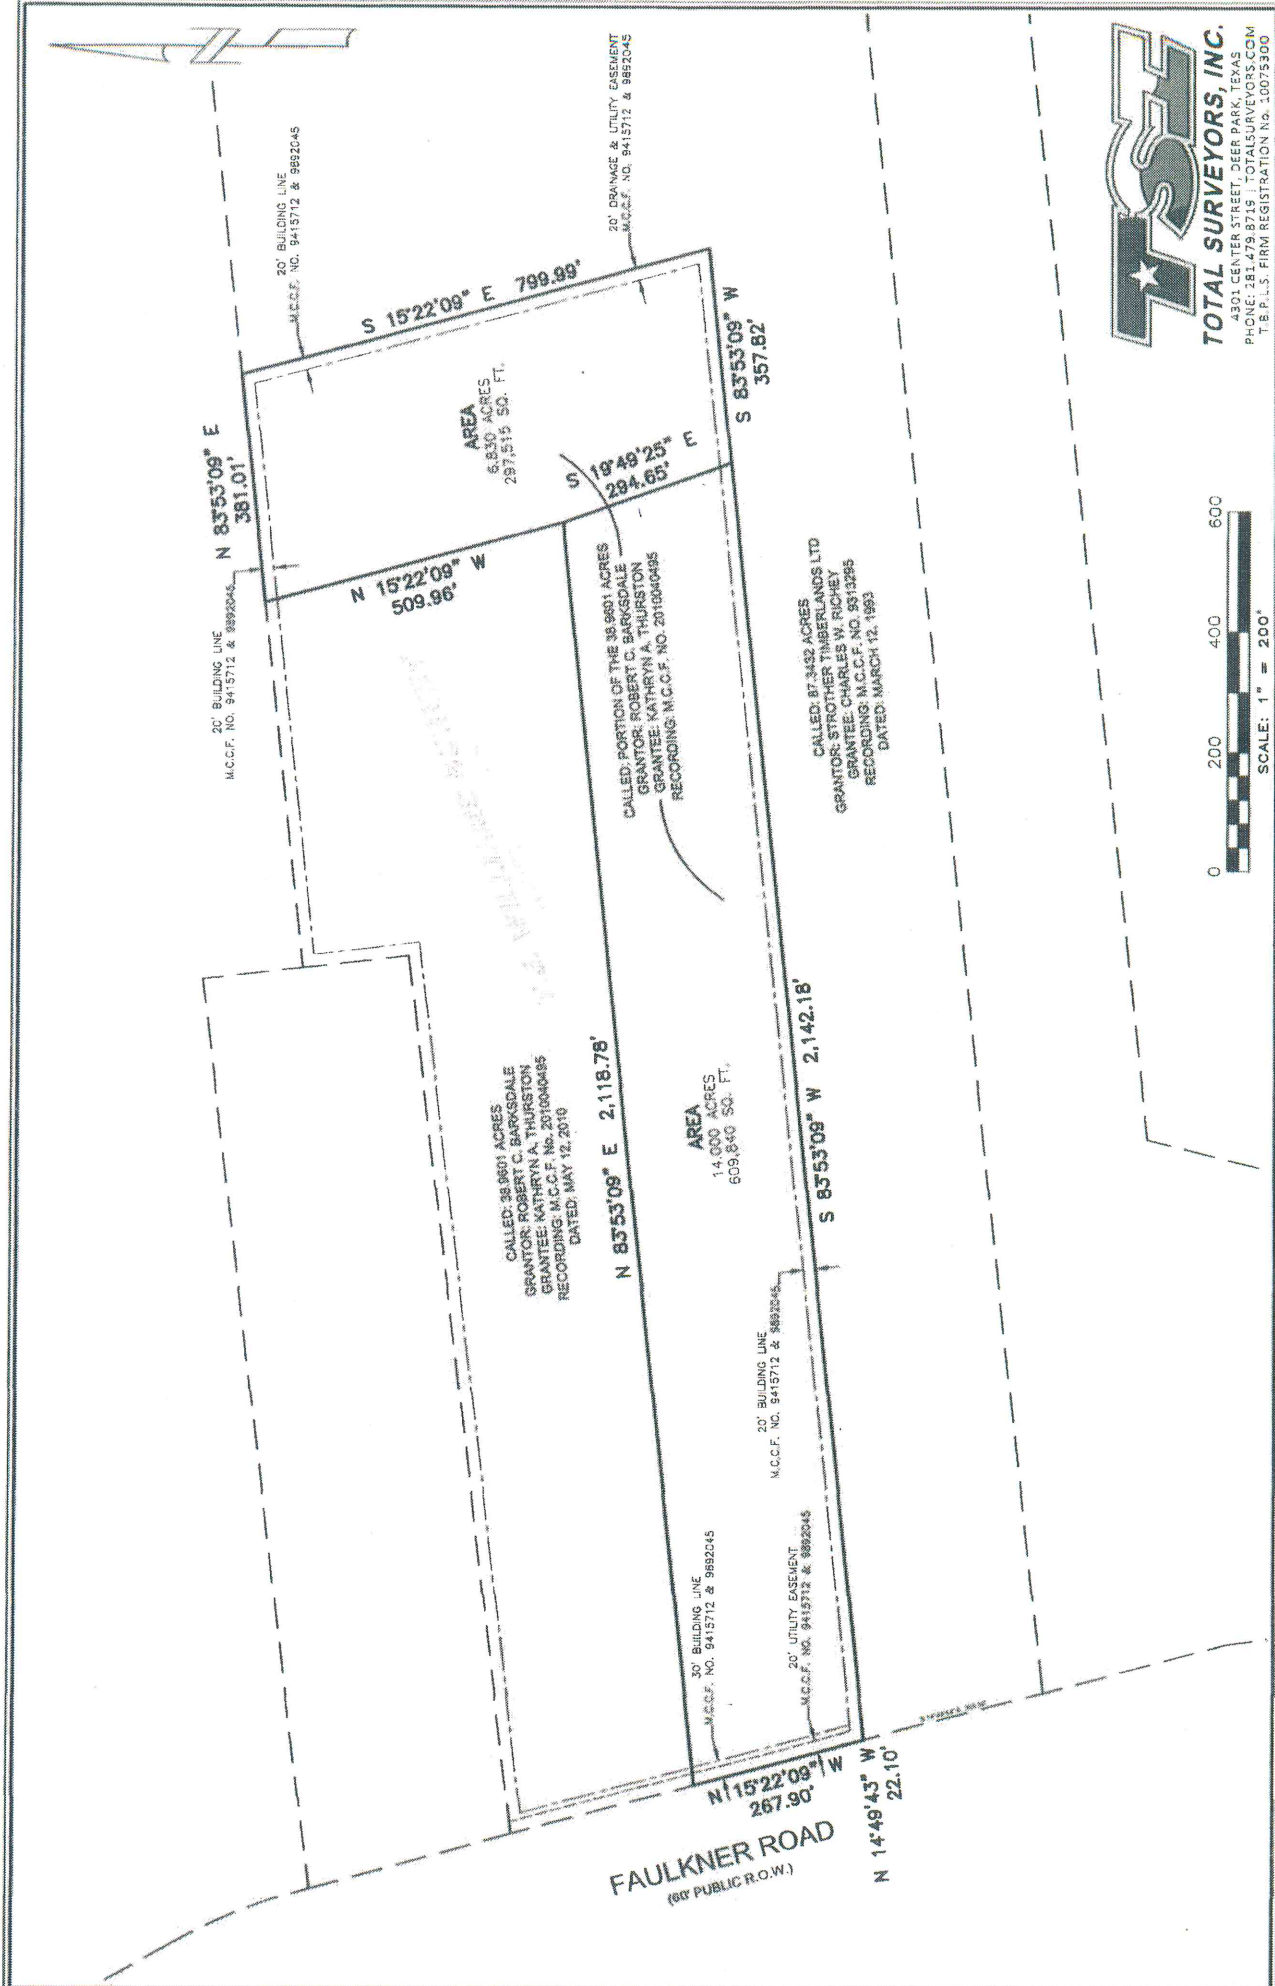 20' BUILDING LINE
M.C.C.F. NO. 9415712 & 9892045
20' DRAINAGE & UTILITY EASEMENT
M.C.C.F. NO. 9415712 & 9892045
S 15°22'09" E 799.99'
N 83°53'09" E
381.01'
20' BUILDING LINE
M.C.C.F. NO. 9415712 & 9892045
AREA
6.830 ACRES
297,515 SQ. FT.
S 83°53'09" W
357.82'
S 19°49'25" E
294.65'
N 15°22'09" W
509.96'
CALLED: PORTION OF THE 38.9601 ACRES
GRANTOR: ROBERT C. BARKSDALE
GRANTEE: KATHRYN A. THURSTON
RECORDING: M.C.C.F. NO. 2010040495
CALLED: 87.3432 ACRES
GRANTOR: STROTHER TIMBERLANDS LTD
GRANTEE: CHARLES W. RICHEY
RECORDING: M.C.C.F. NO. 9313295
DATED: MARCH 12, 1993
CALLED: 38.9601 ACRES
GRANTOR: ROBERT C. BARKSDALE
GRANTEE: KATHRYN A. THURSTON
RECORDING: M.C.C.F. No. 2010040495
DATED: MAY 12, 2010
N 83°53'09" E 2,118.78'
AREA
14.000 ACRES
609,840 SQ. FT.
S 83°53'09" W 2,142.18'
20' BUILDING LINE
M.C.C.F. NO. 9415712 & 9892045
30' BUILDING LINE
M.C.C.F. NO. 9415712 & 9892045
20' UTILITY EASEMENT
M.C.C.F. NO. 9415712 & 9892045
N 15°22'09" W
267.90'
N 14°49'43" W
22.10'
FAULKNER ROAD
(60' PUBLIC R.O.W.)
0 200 400 600
SCALE: 1" = 200'
TSI
TOTAL SURVEYORS, INC.
4301 CENTER STREET, DEER PARK, TEXAS
PHONE: 281.479.8719 | TOTALSURVEYORS.COM
T.B.P.L.S. FIRM REGISTRATION No. 10075300